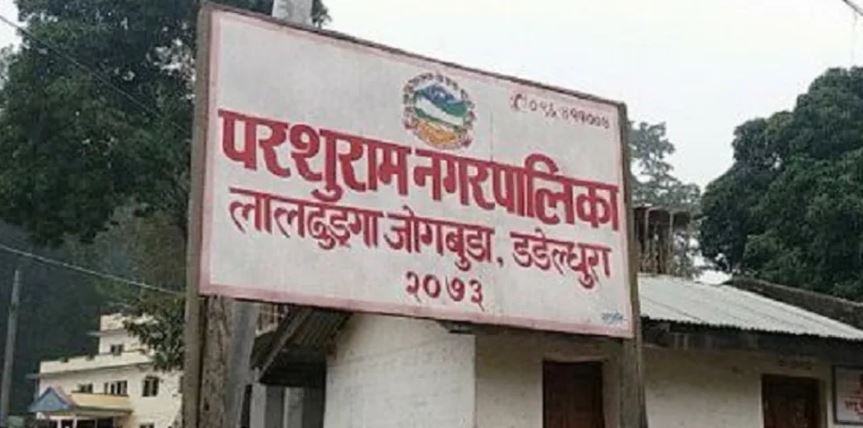 परशुराम नगरपालिका
लालढुङ्गा जोगबुडा, डडेल्धुरा
२०७३